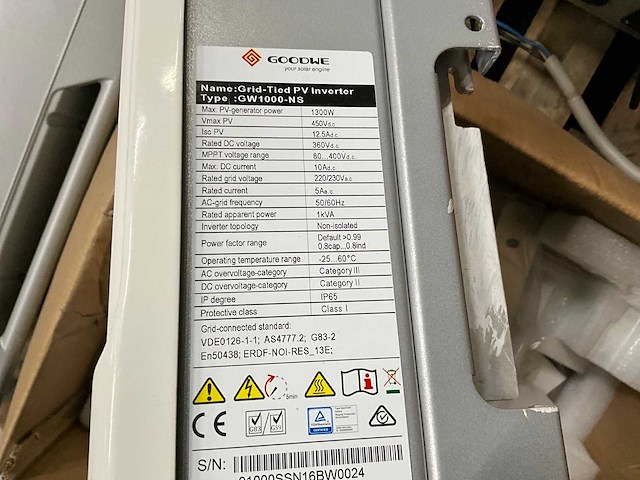 GOODWE
your solar engine
Name:Grid-Tied PV Inverter
Type :GW1000-NS
Max. PV-generator power 1300W
Vmax PV 450Vd.c.
Isc PV 12.5Ad.c.
Rated DC voltage 360Vd.c.
MPPT voltage range 80...400Vd.c.
Max. DC current 10Ad.c.
Rated grid voltage 220/230Va.c.
Rated current 5Aa.c.
AC-grid frequency 50/60Hz
Rated apparent power 1kVA
Inverter topology Non-isolated
Power factor range Default >0.99
0.8cap...0.8ind
Operating temperature range -25...60°C
AC overvoltage-category Category III
DC overvoltage-category Category II
IP degree IP65
Protective class Class I
Grid-connected standard:
VDE0126-1-1; AS4777.2; G83-2
En50438; ERDF-NOI-RES_13E;
5min
CE G83 G59
S/N:
01000SSN16BW0024